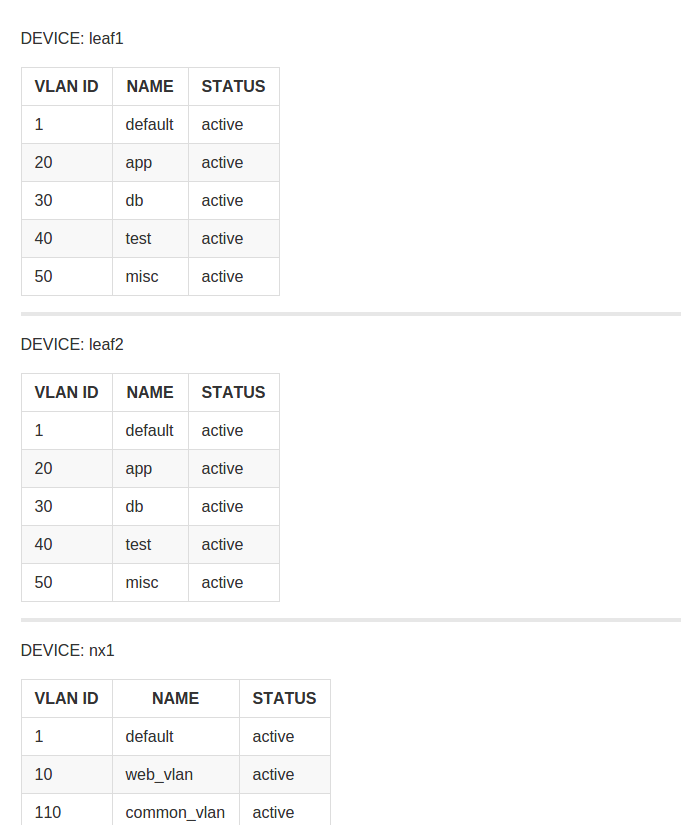 DEVICE: leaf1
VLAN ID NAME STATUS
1 default active
20 app active
30 db active
40 test active
50 misc active
DEVICE: leaf2
VLAN ID NAME STATUS
1 default active
20 app active
30 db active
40 test active
50 misc active
DEVICE: nx1
VLAN ID NAME STATUS
1 default active
10 web_vlan active
110 common_vlan active